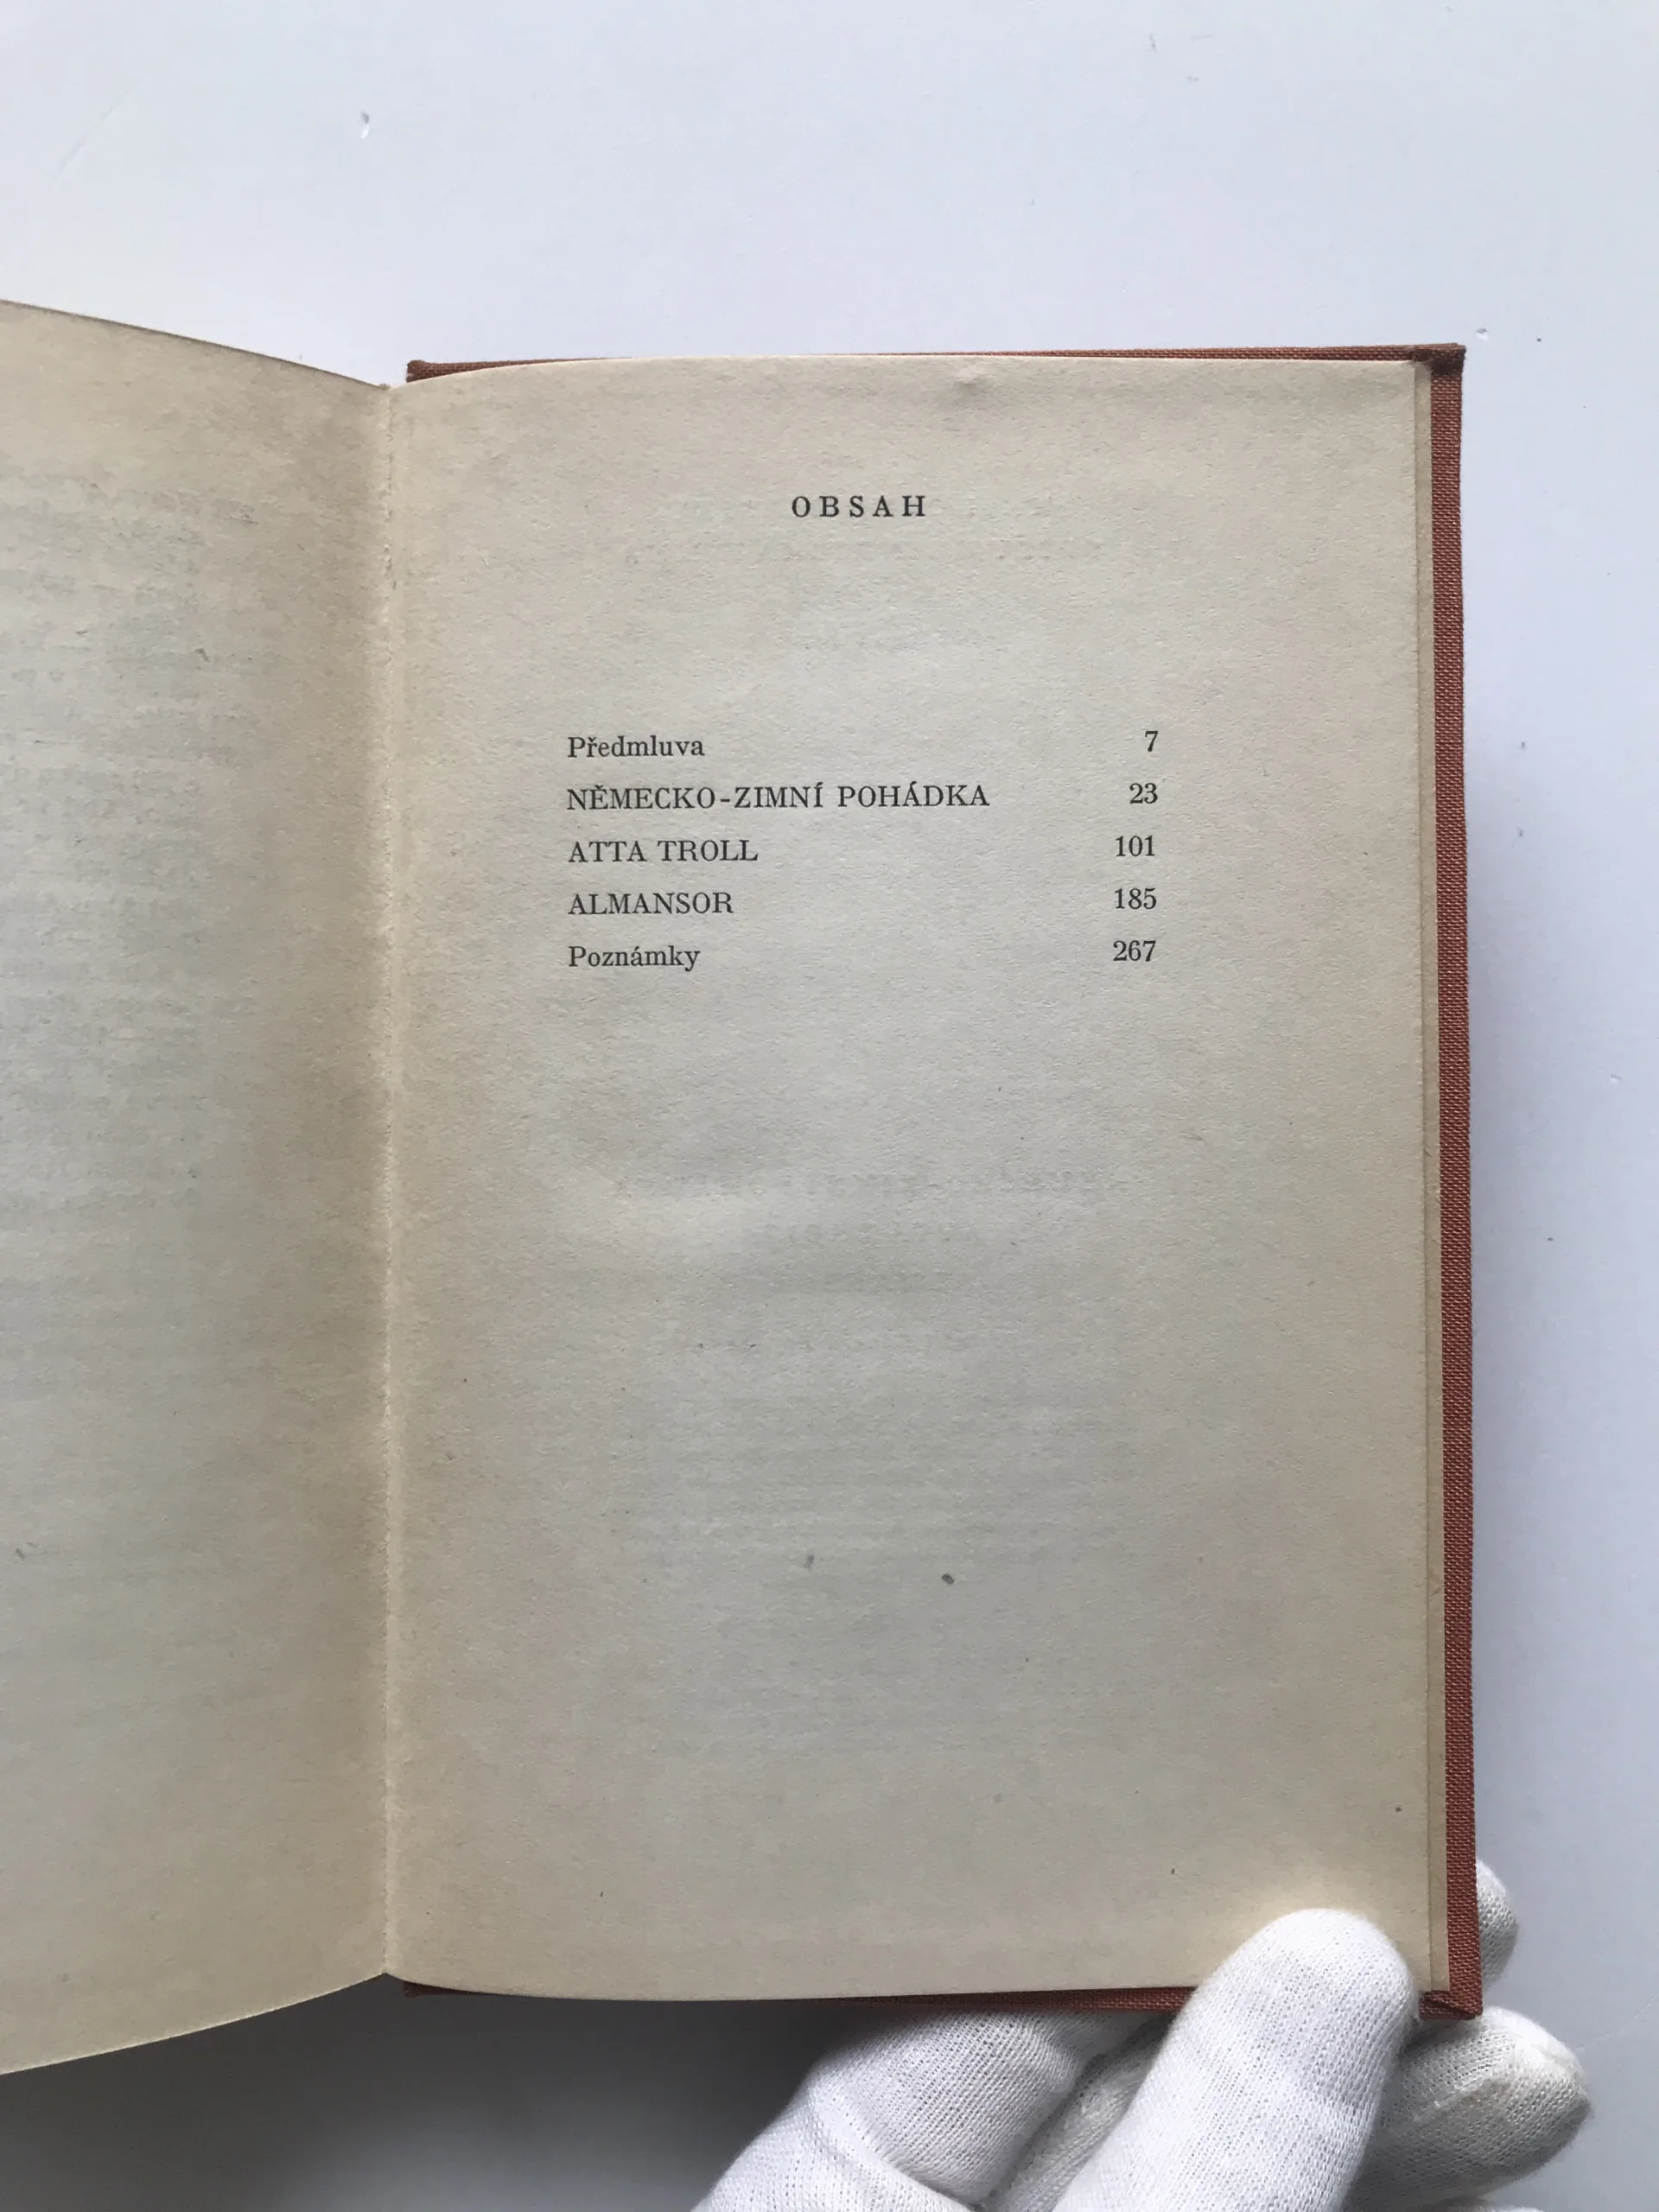 OBSAH
Předmluva 7
NĚMECKO-ZIMNÍ POHÁDKA 23
ATTA TROLL 101
ALMANSOR 185
Poznámky 267